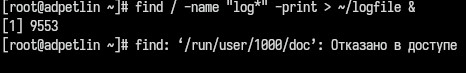 [root@adpetlin ~]# find / -name "log*" -print > ~/logfile &
[1] 9553
[root@adpetlin ~]# find: ‘/run/user/1000/doc’: Отказано в доступе